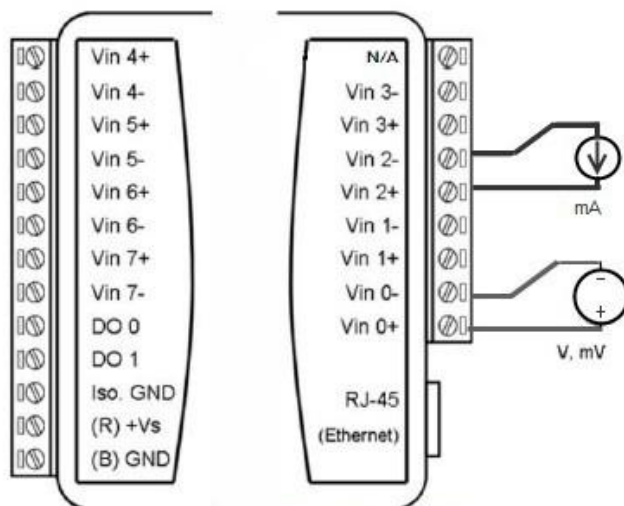 Vin 4+
Vin 4-
Vin 5+
Vin 5-
Vin 6+
Vin 6-
Vin 7+
Vin 7-
DO 0
DO 1
Iso. GND
(R) +Vs
(B) GND
N/A
Vin 3-
Vin 3+
Vin 2-
Vin 2+
Vin 1-
Vin 1+
Vin 0-
Vin 0+
RJ-45
(Ethernet)
mA
-
+
V, mV